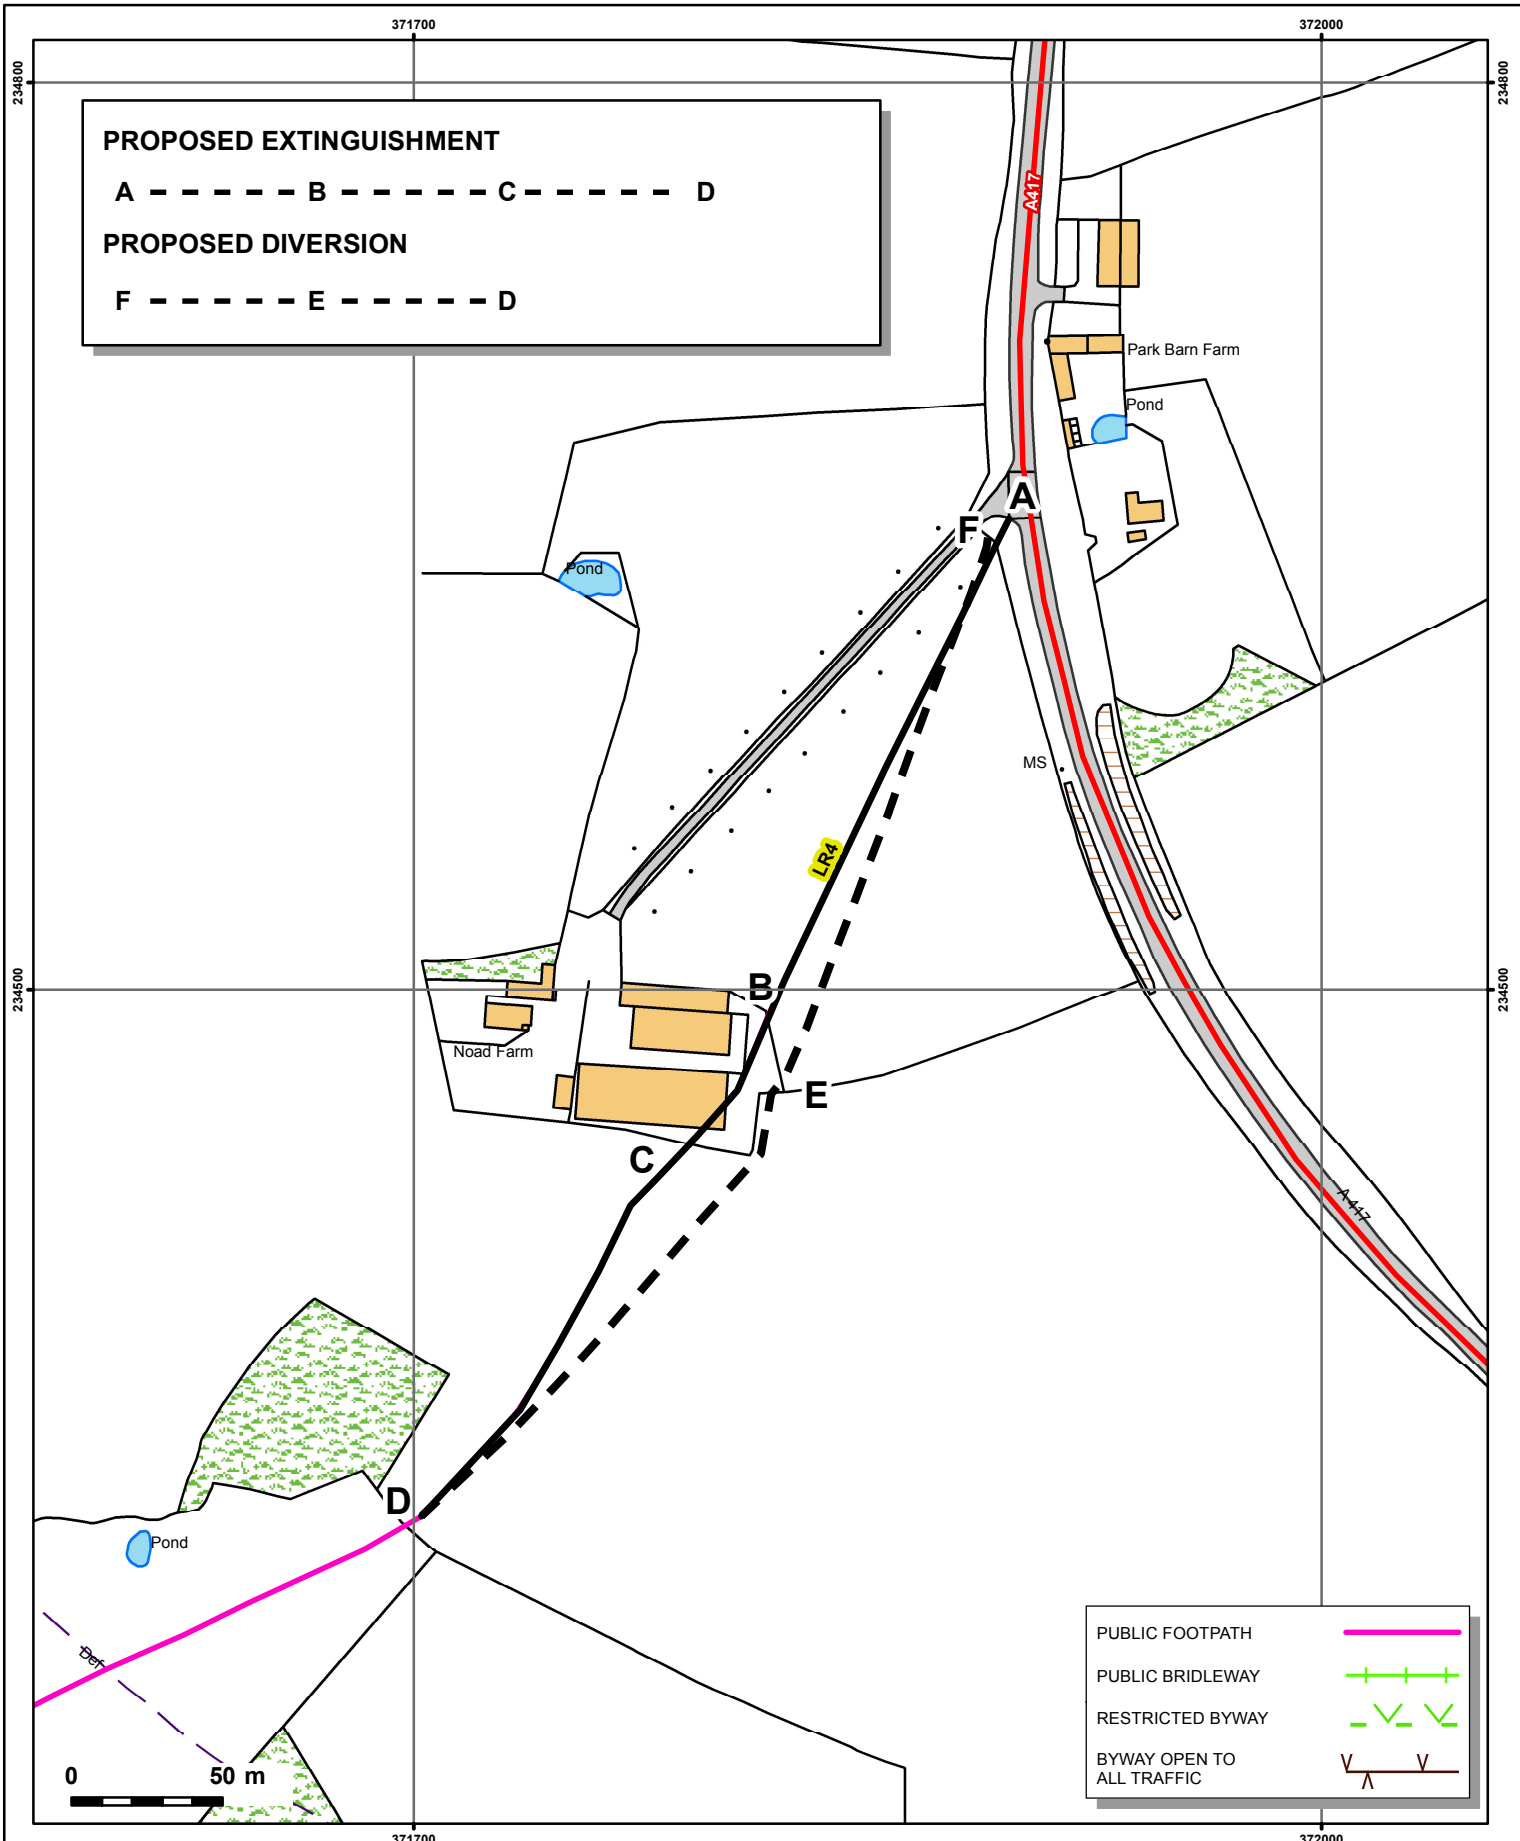 371700
372000
234800
234800
PROPOSED EXTINGUISHMENT
A B C D
PROPOSED DIVERSION
F E D
A417
Park Barn Farm
Pond
A
F
Pond
MS
LR4
234500
B
234500
Noad Farm
E
C
A 417
D
Pond
Def
PUBLIC FOOTPATH
PUBLIC BRIDLEWAY
RESTRICTED BYWAY
BYWAY OPEN TO
ALL TRAFFIC
0 50 m
371700
372000